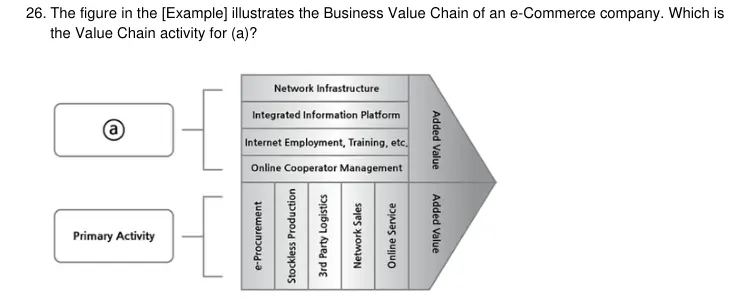 26. The figure in the [Example] illustrates the Business Value Chain of an e-Commerce company. Which is
the Value Chain activity for (a)?
Network Infrastructure
Integrated Information Platform
Internet Employment, Training, etc.
Online Cooperator Management
Added Value
ⓐ
Primary Activity
e-Procurement
Stockless Production
3rd Party Logistics
Network Sales
Online Service
Added Value